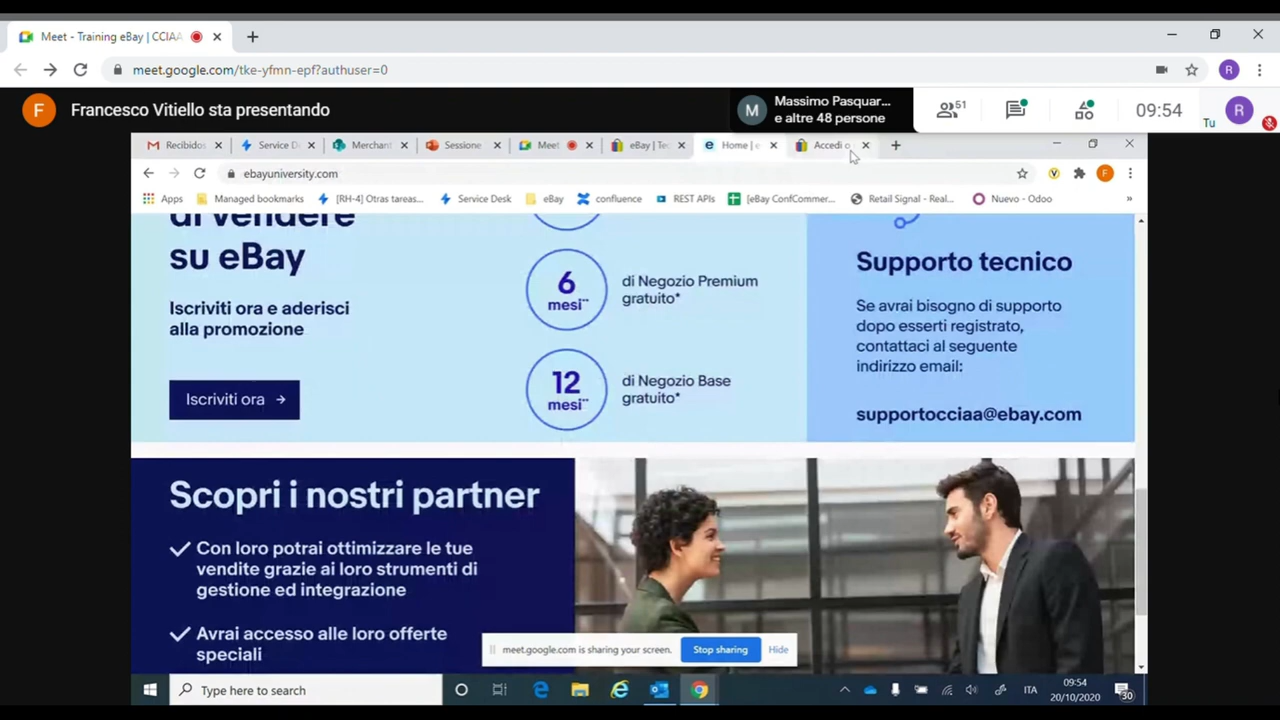 Meet - Training eBay | CCIAA
meet.google.com/tke-yfmn-epf?authuser=0
R
F
Francesco Vitiello sta presentando
M
Massimo Pasquar...
e altre 48 persone
51
09:54
Tu
R
Recibidos
Service D
Merchant
Sessione
Meet
eBay | Te
Home | e
Accedi o
ebayuniversity.com
F
Apps
Managed bookmarks
[RH-4] Otras tareas...
Service Desk
eBay
confluence
REST APIs
[eBay ConfCommer...
Retail Signal - Real...
Nuevo - Odoo
»
di vendere
su eBay
Iscriviti ora e aderisci
alla promozione
Iscriviti ora →
6
mesi**
di Negozio Premium
gratuito*
12
mesi**
di Negozio Base
gratuito*
Supporto tecnico
Se avrai bisogno di supporto
dopo esserti registrato,
contattaci al seguente
indirizzo email:
supportocciaa@ebay.com
Scopri i nostri partner
Con loro potrai ottimizzare le tue
vendite grazie ai loro strumenti di
gestione ed integrazione
Avrai accesso alle loro offerte
speciali
meet.google.com is sharing your screen.
Stop sharing
Hide
Type here to search
ITA
09:54
20/10/2020
30